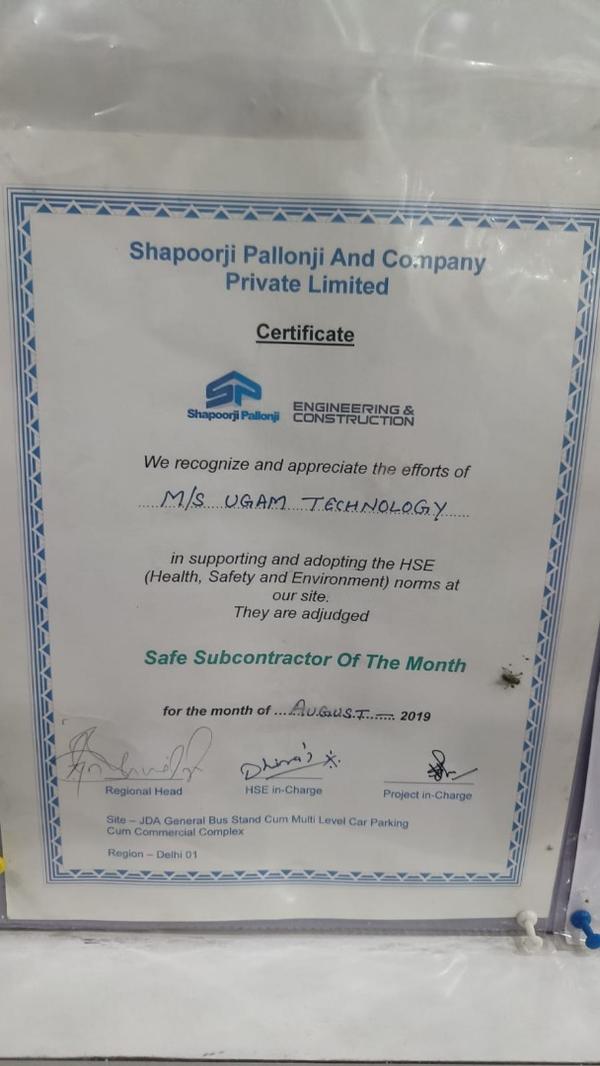 Shapoorji Pallonji And Company
Private Limited
Certificate
SP
Shapoorji Pallonji
ENGINEERING &
CONSTRUCTION
We recognize and appreciate the efforts of
M/S UGAM TECHNOLOGY
in supporting and adopting the HSE
(Health, Safety and Environment) norms at
our site.
They are adjudged
Safe Subcontractor Of The Month
for the month of ....AUGUST....... 2019
Dhiraj
Regional Head HSE in-Charge Project in-Charge
Site – JDA General Bus Stand Cum Multi Level Car Parking
Cum Commercial Complex
Region – Delhi 01